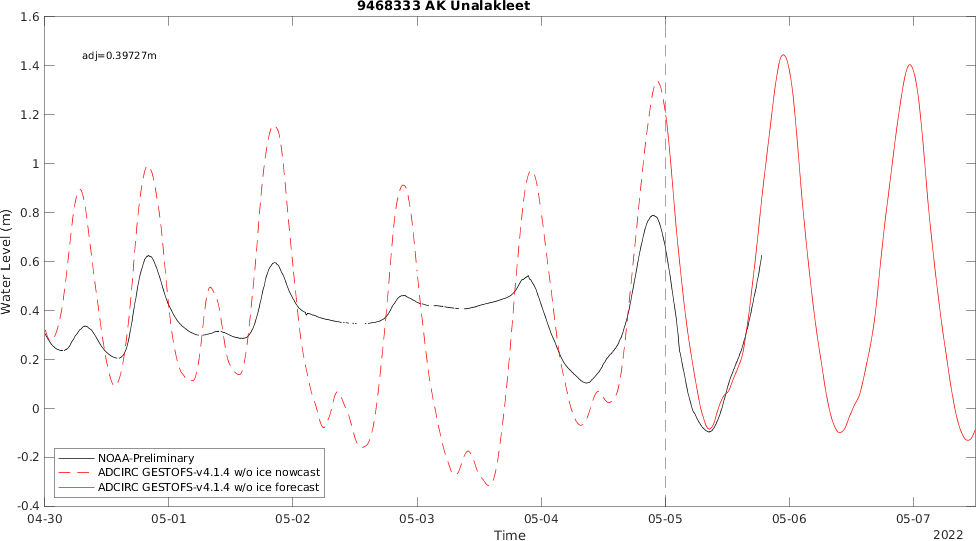 9468333 AK Unalakleet
adj=0.39727m
Water Level (m)
1.6
1.4
1.2
1
0.8
0.6
0.4
0.2
0
-0.2
-0.4
NOAA-Preliminary
ADCIRC GESTOFS-v4.1.4 w/o ice nowcast
ADCIRC GESTOFS-v4.1.4 w/o ice forecast
04-30 05-01 05-02 05-03 05-04 05-05 05-06 05-07
Time
2022